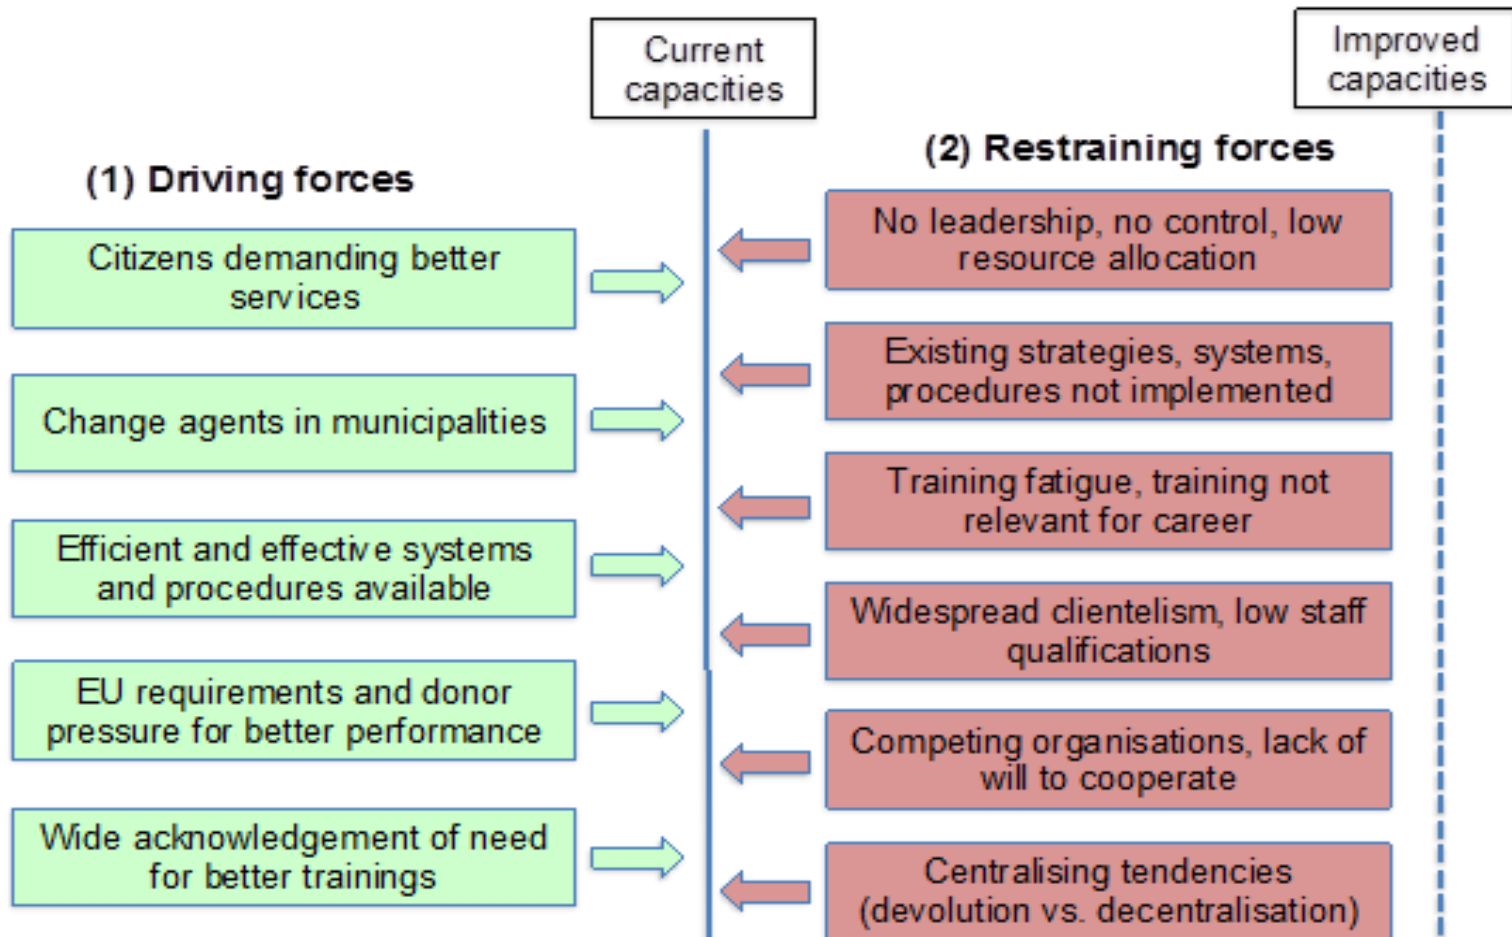 Current
capacities
Improved
capacities
(1) Driving forces
Citizens demanding better
services
Change agents in municipalities
Efficient and effective systems
and procedures available
EU requirements and donor
pressure for better performance
Wide acknowledgement of need
for better trainings
(2) Restraining forces
No leadership, no control, low
resource allocation
Existing strategies, systems,
procedures not implemented
Training fatigue, training not
relevant for career
Widespread clientelism, low staff
qualifications
Competing organisations, lack of
will to cooperate
Centralising tendencies
(devolution vs. decentralisation)